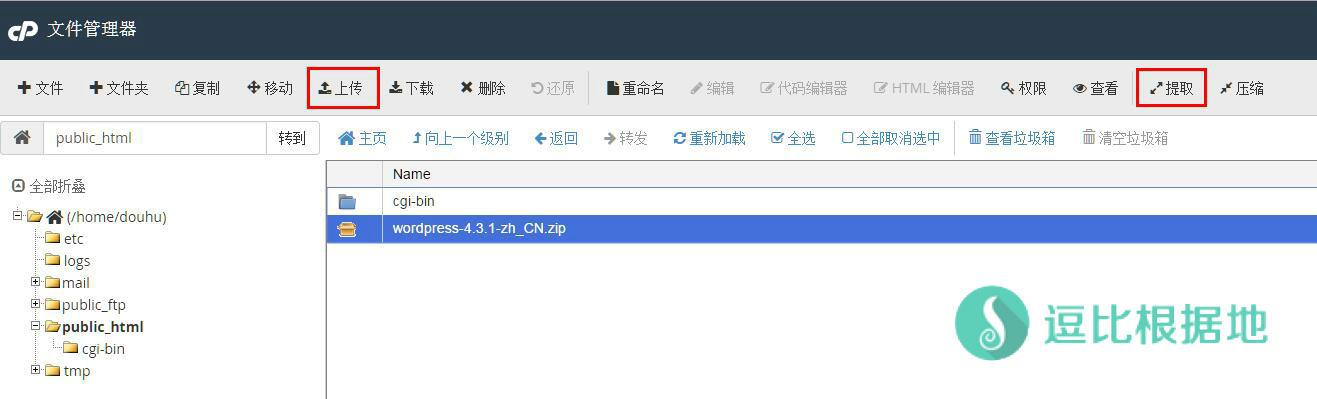 cP 文件管理器
文件 文件夹 复制 移动 上传 下载 删除 还原 重命名 编辑 代码编辑器 HTML 编辑器 权限 查看 提取 压缩
public_html 转到 主页 向上一个级别 返回 转发 重新加载 全选 全部取消选中 查看垃圾箱 清空垃圾箱
全部折叠
(/home/douhu)
etc
logs
mail
public_ftp
public_html
cgi-bin
tmp
Name
cgi-bin
wordpress-4.3.1-zh_CN.zip
逗比根据地